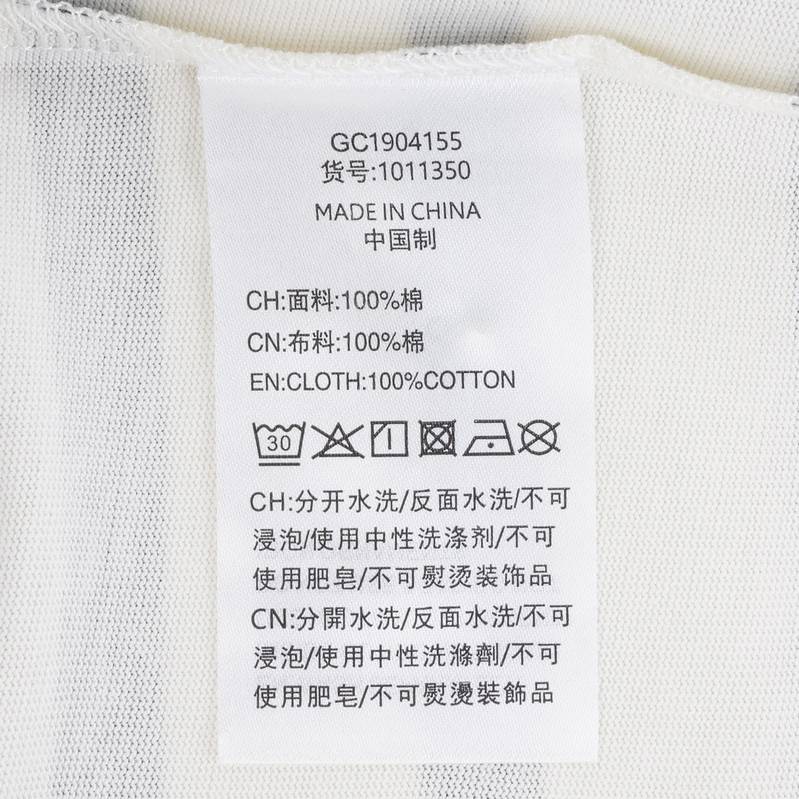 GC1904155
货号:1011350
MADE IN CHINA
中国制
CH:面料:100%棉
CN:布料:100%棉
EN:CLOTH:100%COTTON
30
CH:分开水洗/反面水洗/不可
浸泡/使用中性洗涤剂/不可
使用肥皂/不可熨烫装饰品
CN:分開水洗/反面水洗/不可
浸泡/使用中性洗滌劑/不可
使用肥皂/不可熨燙裝飾品